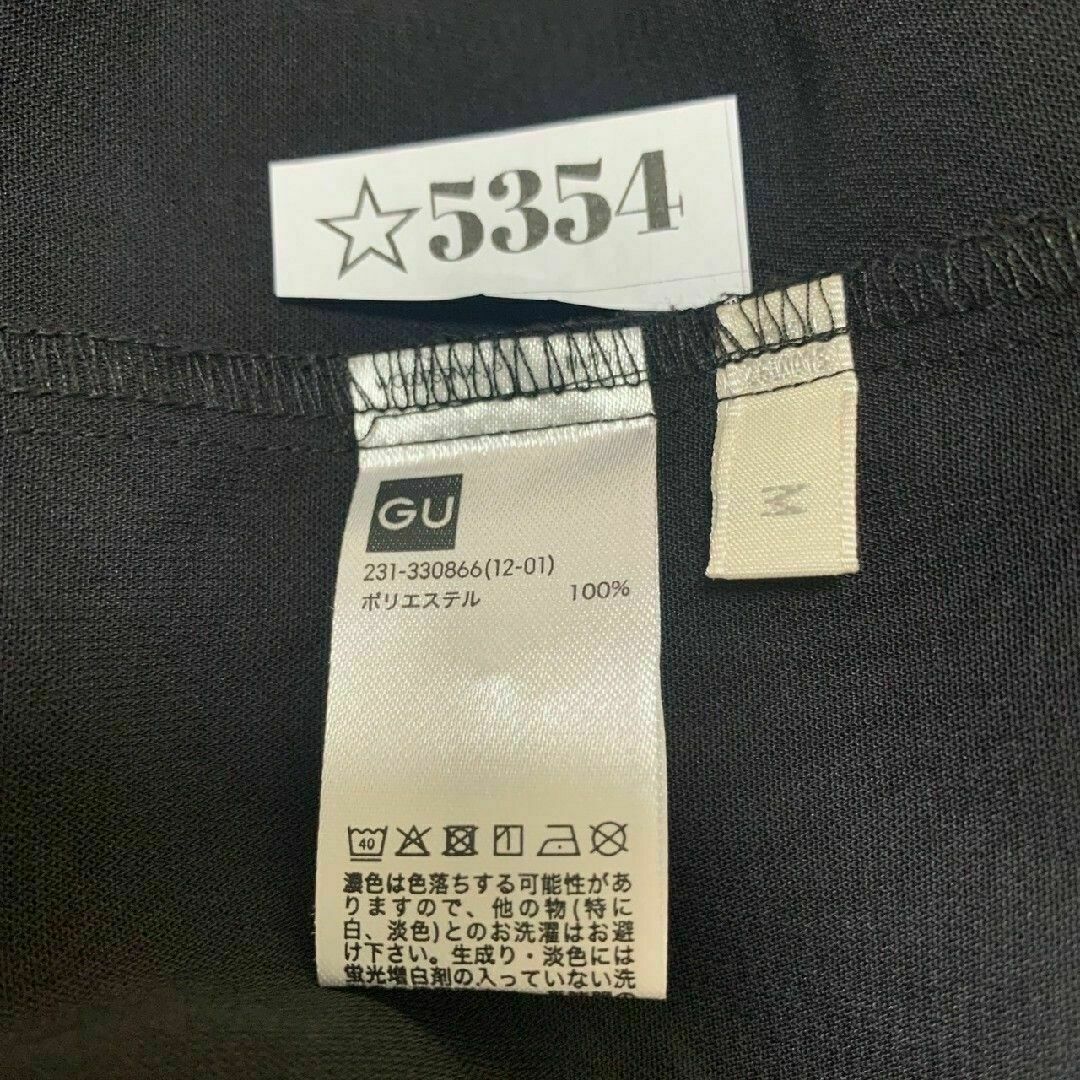 ☆5354
GU
231-330866(12-01)
ポリエステル 100%
M
40
濃色は色落ちする可能性があ
りますので、他の物(特に
白、淡色)とのお洗濯はお避
け下さい。生成り・淡色には
蛍光増白剤の入っていない洗